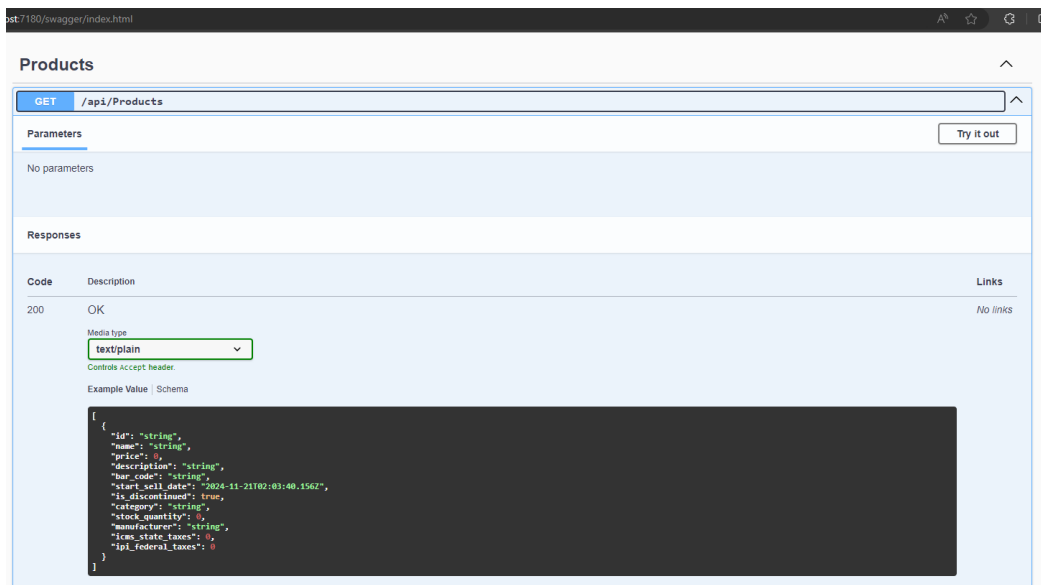 ost:7180/swagger/index.html
Products
GET /api/Products
Parameters
Try it out
No parameters
Responses
Code Description Links
200 OK No links
Media type
text/plain
Controls Accept header.
Example Value Schema
[
{
"id": "string",
"name": "string",
"price": 0,
"description": "string",
"bar_code": "string",
"start_sell_date": "2024-11-21T02:03:40.156Z",
"is_discontinued": true,
"category": "string",
"stock_quantity": 0,
"manufacturer": "string",
"icms_state_taxes": 0,
"ipi_federal_taxes": 0
}
]